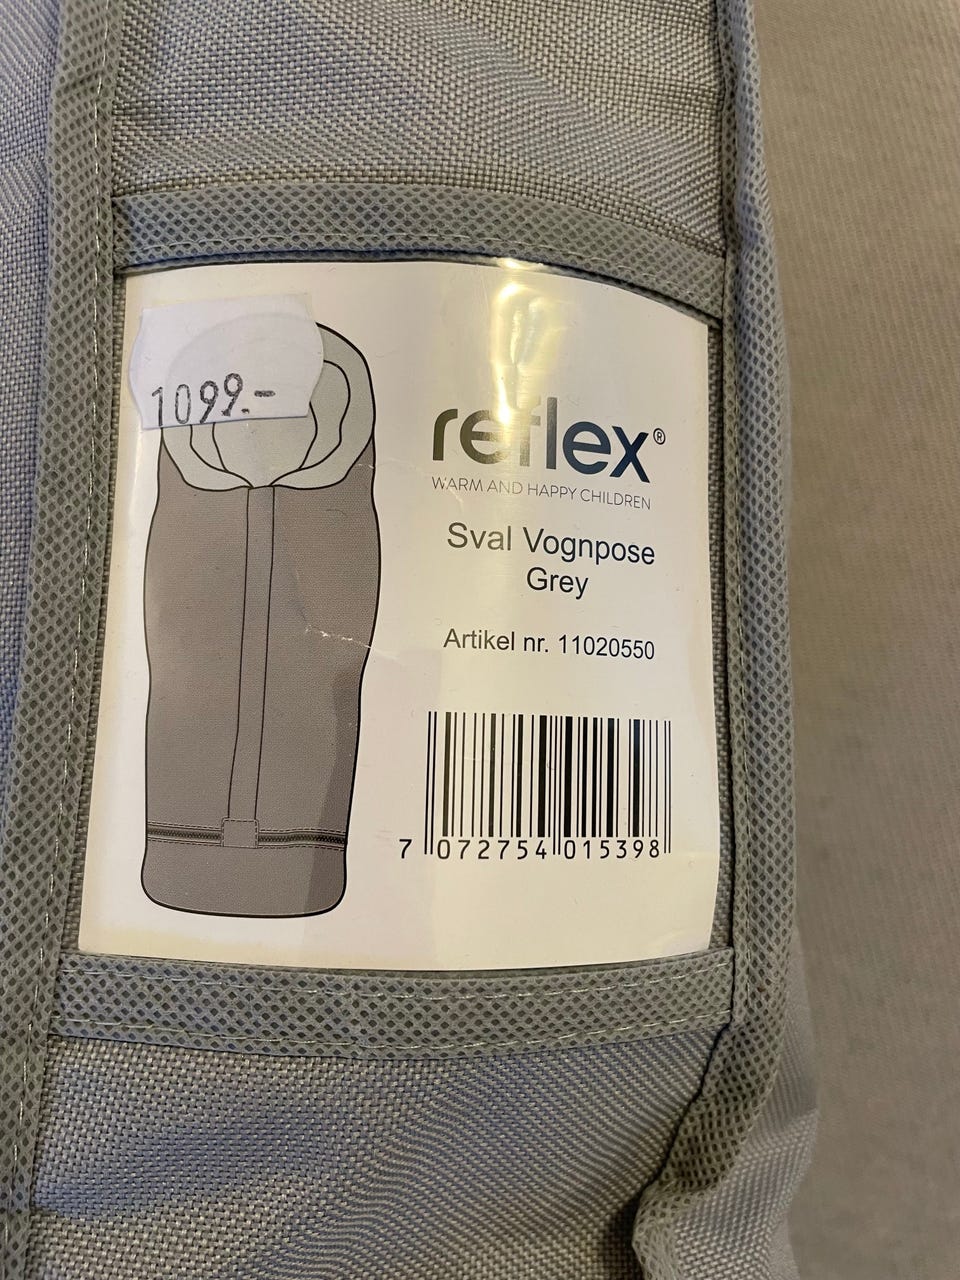 1099.-
reflex®
WARM AND HAPPY CHILDREN
Sval Vognpose
Grey
Artikel nr. 11020550
7 072754 015398